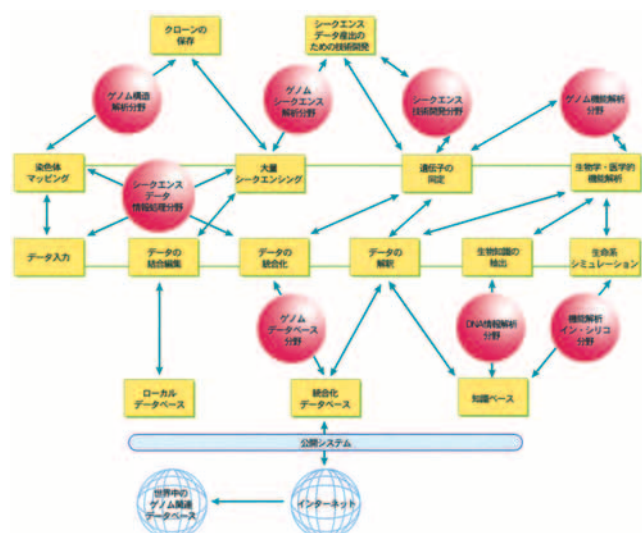 クローンの
保存
シークエンス
データ産出の
ための技術開発
ゲノム構造
解析分野
ゲノム
シークエンス
解析分野
シークエンス
技術開発分野
ゲノム機能解析
分野
染色体
マッピング
シークエンス
データ
情報処理分野
大量
シークエンシング
遺伝子の
同定
生物学・医学的
機能解析
データ入力
データの
結合編集
データの
統合化
データの
解釈
生物知識の
抽出
生命系
シミュレーション
ゲノム
データベース
分野
DNA情報解析
分野
機能解析
イン・シリコ
分野
ローカル
データベース
統合化
データベース
知識ベース
公開システム
世界中の
ゲノム関連
データベース
インターネット